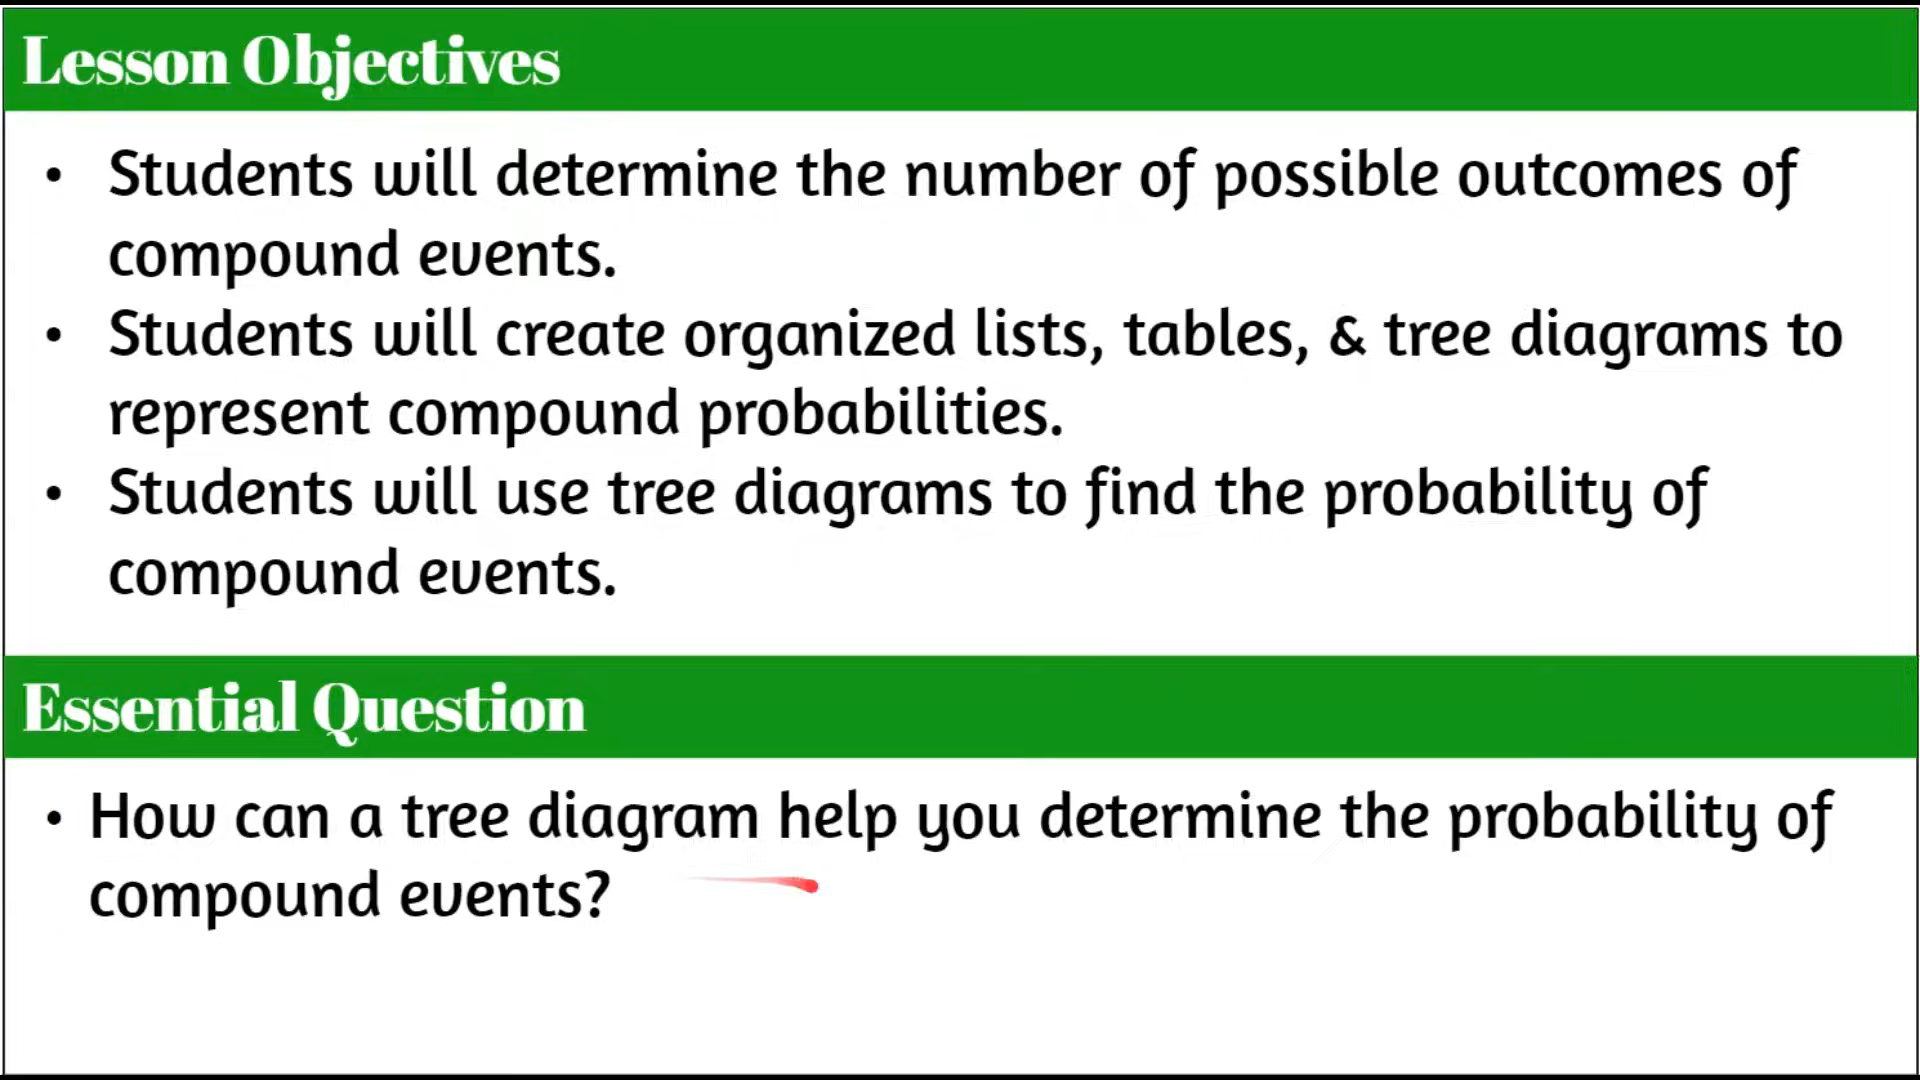 Lesson Objectives
• Students will determine the number of possible outcomes of
compound events.
• Students will create organized lists, tables, & tree diagrams to
represent compound probabilities.
• Students will use tree diagrams to find the probability of
compound events.
Essential Question
• How can a tree diagram help you determine the probability of
compound events?